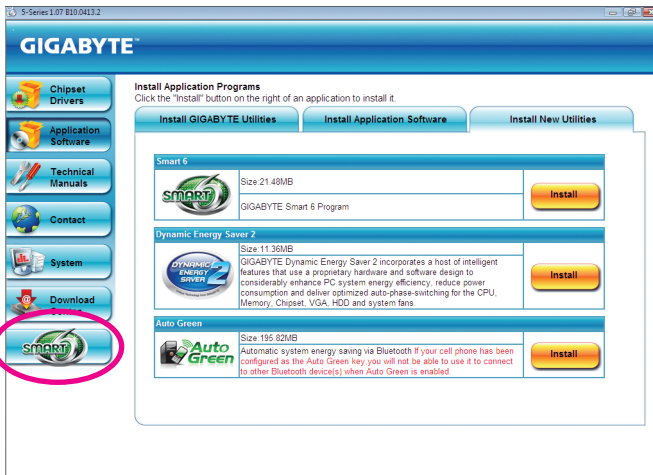 5-Series 1.07 B10.0413.2
GIGABYTE™
Chipset
Drivers
Application
Software
Technical
Manuals
Contact
System
Download
SMART 6
Install Application Programs
Click the "Install" button on the right of an application to install it.
Install GIGABYTE Utilities
Install Application Software
Install New Utilities
Smart 6
SMART 6
Size:21.48MB
GIGABYTE Smart 6 Program
Install
Dynamic Energy Saver 2
DYNAMIC
ENERGY
SAVER 2
Size:11.36MB
GIGABYTE Dynamic Energy Saver 2 incorporates a host of intelligent
features that use a proprietary hardware and software design to
considerably enhance PC system energy efficiency, reduce power
consumption and deliver optimized auto-phase-switching for the CPU,
Memory, Chipset, VGA, HDD and system fans.
Install
Auto Green
Auto
Green
Size:195.82MB
Automatic system energy saving via Bluetooth If your cell phone has been
configured as the Auto Green key,you will not be able to use it to connect
to other Bluetooth device(s) when Auto Green is enabled.
Install